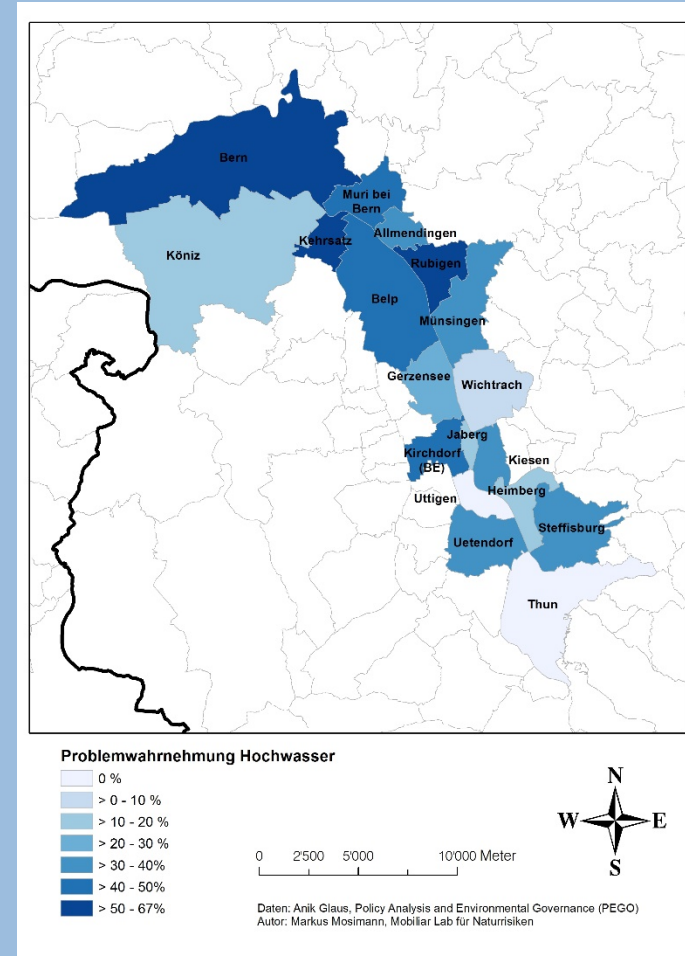 Bern
Muri bei
Bern
Allmendingen
Kehrsatz
Köniz
Rubigen
Belp
Münsingen
Gerzensee
Wichtrach
Jaberg
Kirchdorf
(BE)
Kiesen
Heimberg
Uttigen
Steffisburg
Uetendorf
Thun
Problemwahrnehmung Hochwasser
0 %
> 0 - 10 %
> 10 - 20 %
> 20 - 30 %
> 30 - 40%
> 40 - 50%
> 50 - 67%
N
W E
S
0 2'500 5'000 10'000 Meter
Daten: Anik Glaus, Policy Analysis and Environmental Governance (PEGO)
Autor: Markus Mosimann, Mobiliar Lab für Naturrisiken